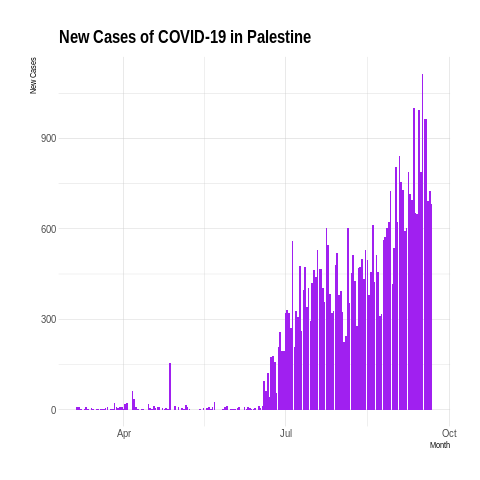 New Cases of COVID-19 in Palestine
New Cases
900
600
300
0
Apr
Jul
Oct
Month